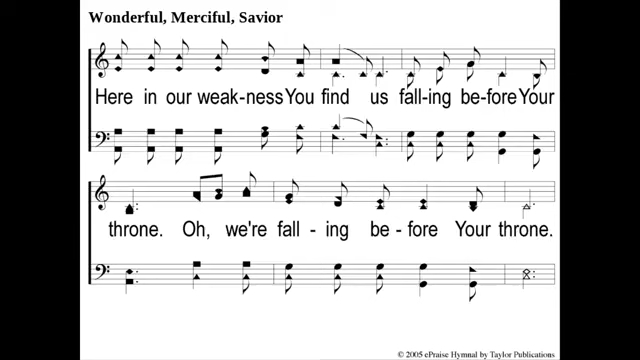 Wonderful, Merciful, Savior
Here in our weak-ness You find us fall-ing be-fore Your
throne. Oh, we're fall - ing be - fore Your throne.
© 2005 ePraise Hymnal by Taylor Publications